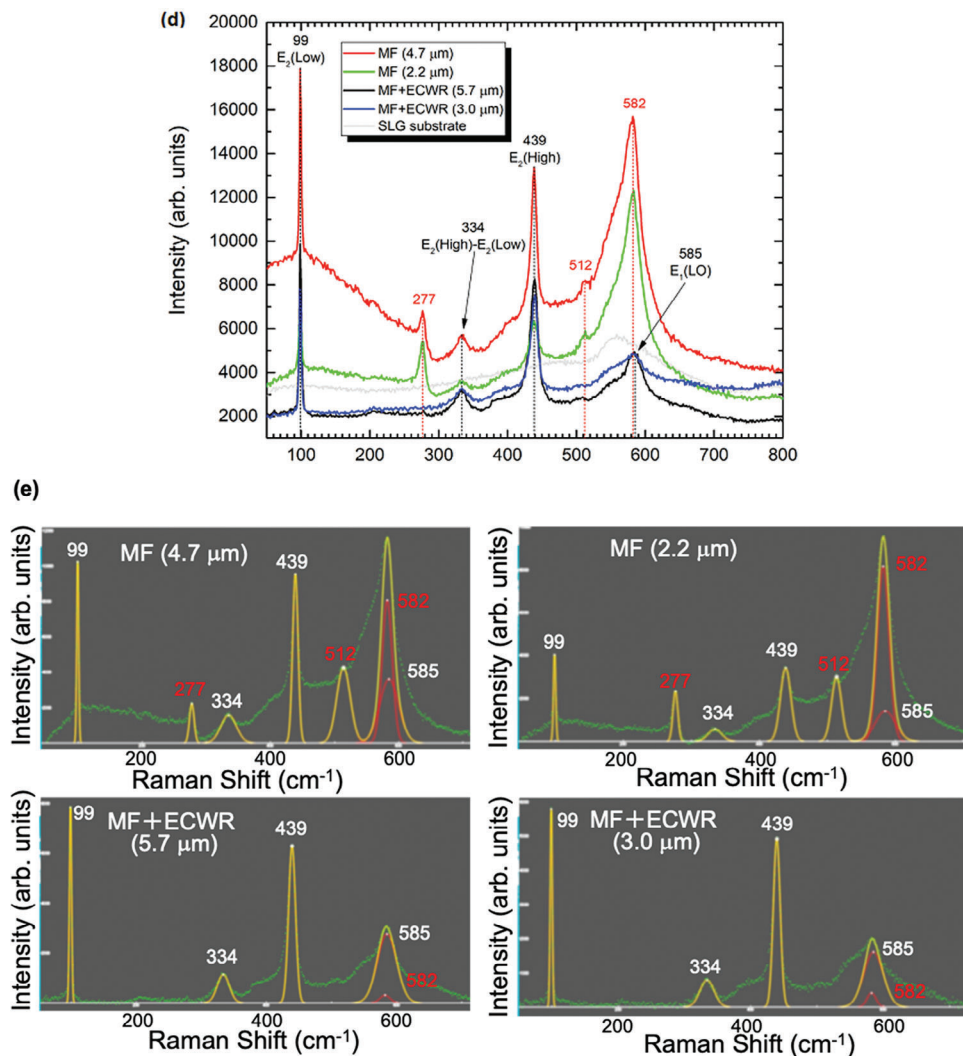 (d)
20000
18000
16000
14000
12000
10000
8000
6000
4000
2000
Intensity (arb. units)
99
E₂(Low)
MF (4.7 μm)
MF (2.2 μm)
MF+ECWR (5.7 μm)
MF+ECWR (3.0 μm)
SLG substrate
582
439
E₂(High)
334
E₂(High)-E₂(Low)
585
E₁(LO)
512
277
100 200 300 400 500 600 700 800
(e)
Intensity (arb. units)
MF (4.7 μm)
99
439
582
512
585
277
334
200 400 600
Raman Shift (cm⁻¹)
Intensity (arb. units)
MF (2.2 μm)
582
99
439
512
277
334
585
200 400 600
Raman Shift (cm⁻¹)
Intensity (arb. units)
99
MF+ECWR
(5.7 μm)
439
585
334
582
200 400 600
Raman Shift (cm⁻¹)
Intensity (arb. units)
99
MF+ECWR
(3.0 μm)
439
585
334
582
200 400 600
Raman Shift (cm⁻¹)